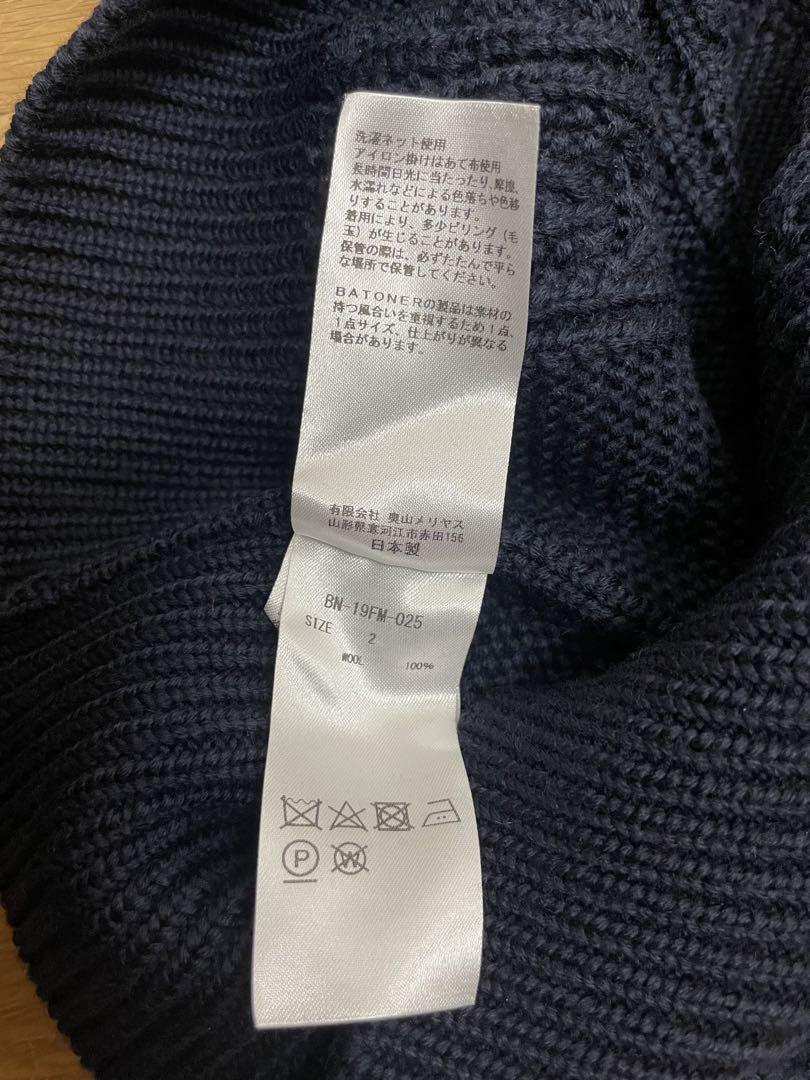 洗濯ネット使用
アイロン掛けはあて布使用
長時間日光に当たったり、摩擦、
水濡れなどによる色落ちや色移
りすることがあります。
着用により、多少ピリング（毛
玉）が生じることがあります。
保管の際は、必ずたたんで平ら
な場所で保管してください。
BATONERの製品は素材の
持つ風合いを重視するため１点、
１点サイズ、仕上がりが異なる
場合があります。
有限会社 奥山メリヤス
山形県寒河江市赤田156
日本製
BN-19FM-025
SIZE 2
WOOL 100%
P
W